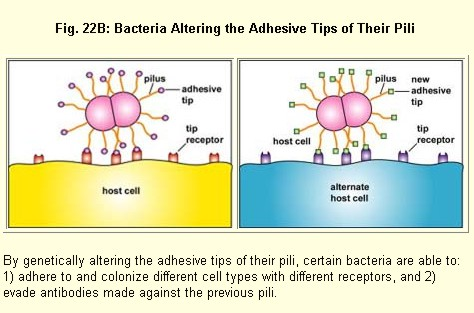 Fig. 22B: Bacteria Altering the Adhesive Tips of Their Pili
pilus
adhesive
tip
tip
receptor
host cell
pilus
new
adhesive
tip
host cell
tip
receptor
alternate
host cell
By genetically altering the adhesive tips of their pili, certain bacteria are able to:
1) adhere to and colonize different cell types with different receptors, and 2)
evade antibodies made against the previous pili.